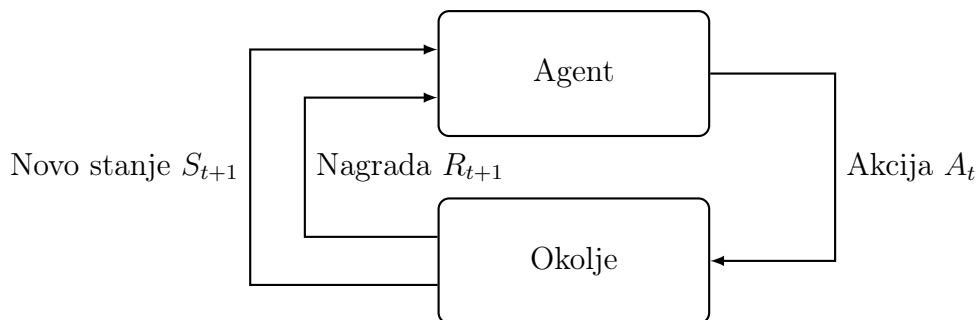 Agent
Novo stanje $S_{t+1}$
Nagrada $R_{t+1}$
Akcija $A_t$
Okolje